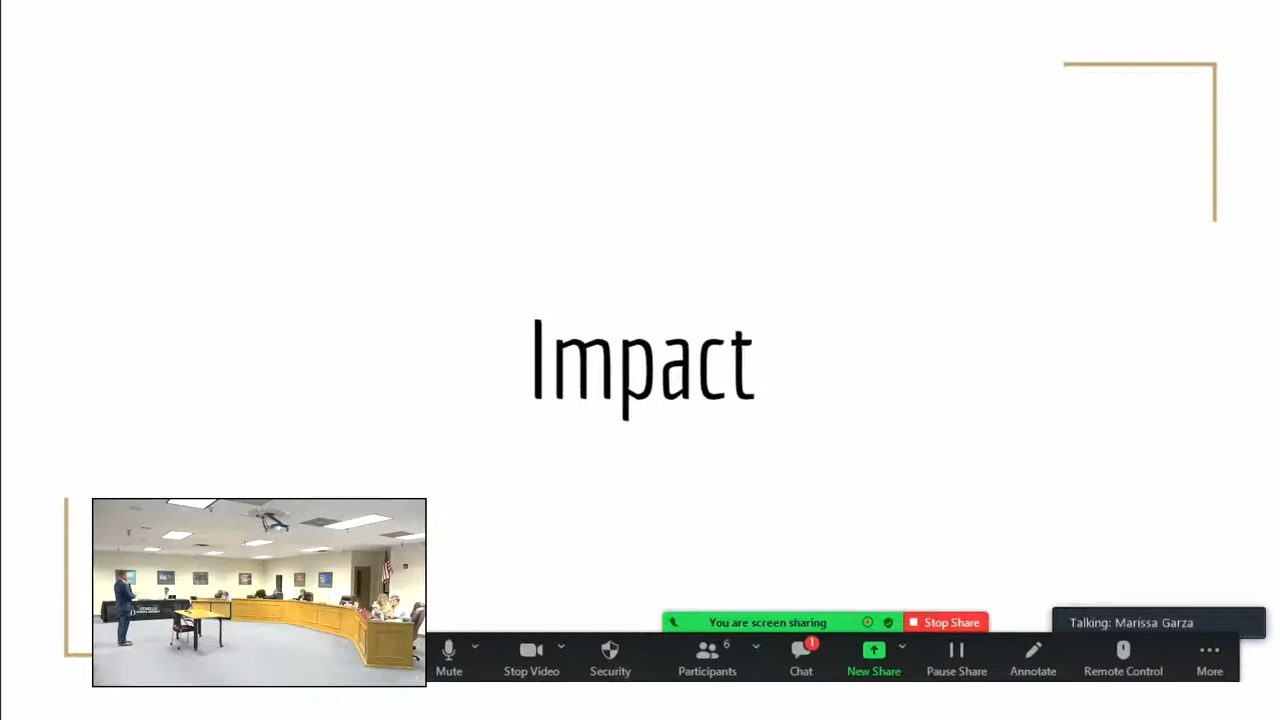 Impact
OTHELLO
You are screen sharing
Stop Share
Talking: Marissa Garza
Mute
Stop Video
Security
Participants
6
Chat
1
New Share
Pause Share
Annotate
Remote Control
More